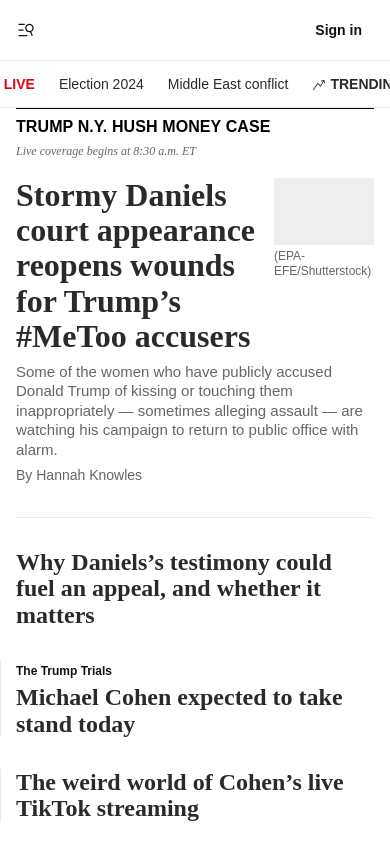 Sign in
LIVE
Election 2024
Middle East conflict
TRENDIN
TRUMP N.Y. HUSH MONEY CASE
Live coverage begins at 8:30 a.m. ET
Stormy Daniels
court appearance
reopens wounds
for Trump’s
#MeToo accusers
(EPA-
EFE/Shutterstock)
Some of the women who have publicly accused
Donald Trump of kissing or touching them
inappropriately — sometimes alleging assault — are
watching his campaign to return to public office with
alarm.
By Hannah Knowles
Why Daniels’s testimony could
fuel an appeal, and whether it
matters
The Trump Trials
Michael Cohen expected to take
stand today
The weird world of Cohen’s live
TikTok streaming